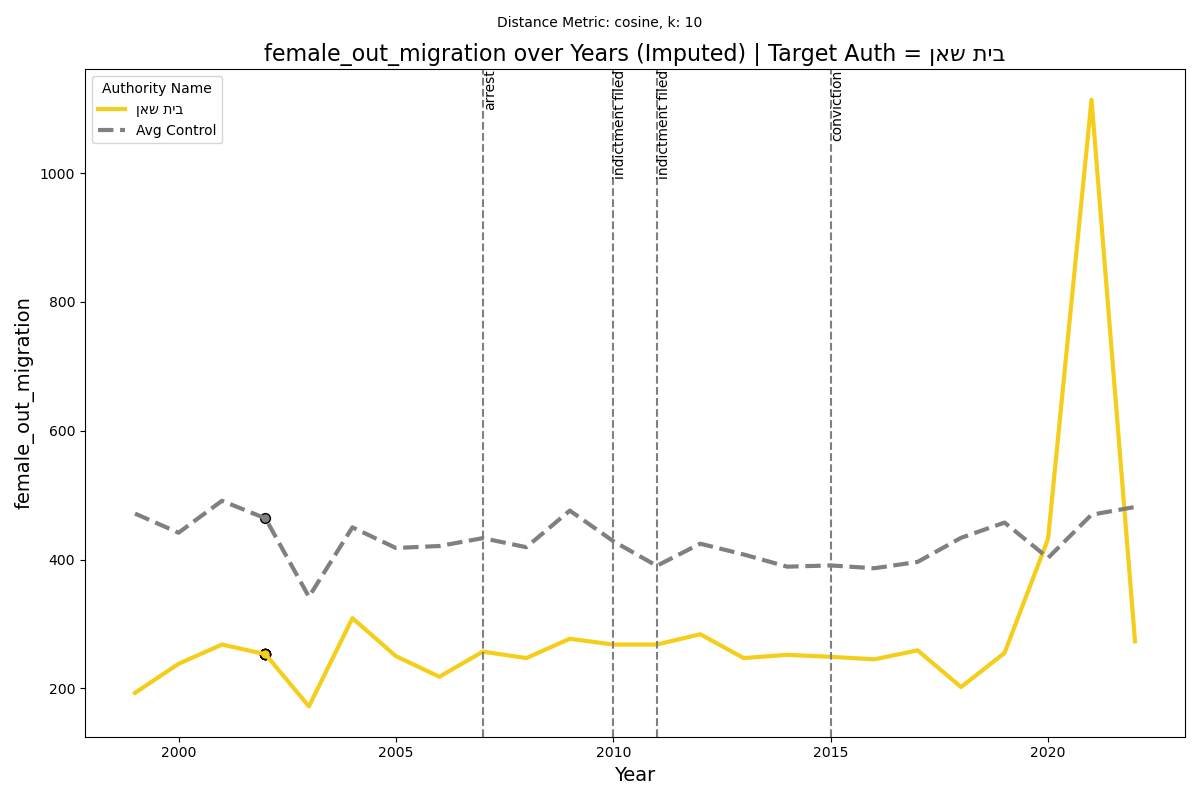 Distance Metric: cosine, k: 10
female_out_migration over Years (Imputed) | Target Auth = בית שאן
Authority Name
בית שאן
Avg Control
arrest
indictment filed
indictment filed
conviction
1000
800
600
400
200
female_out_migration
2000
2005
2010
2015
2020
Year